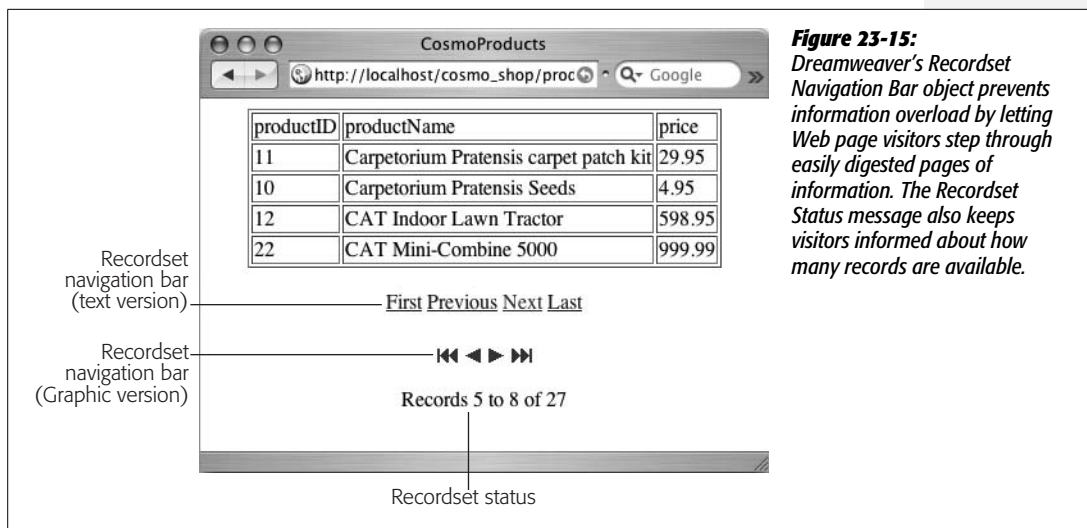 CosmoProducts
http://localhost/cosmo_shop/proc
Google
productID productName price
11 Carpetorium Pratensis carpet patch kit 29.95
10 Carpetorium Pratensis Seeds 4.95
12 CAT Indoor Lawn Tractor 598.95
22 CAT Mini-Combine 5000 999.99
Recordset
navigation bar
(text version)
First Previous Next Last
Recordset
navigation bar
(Graphic version)
Records 5 to 8 of 27
Recordset status
Figure 23-15:
Dreamweaver's Recordset
Navigation Bar object prevents
information overload by letting
Web page visitors step through
easily digested pages of
information. The Recordset
Status message also keeps
visitors informed about how
many records are available.